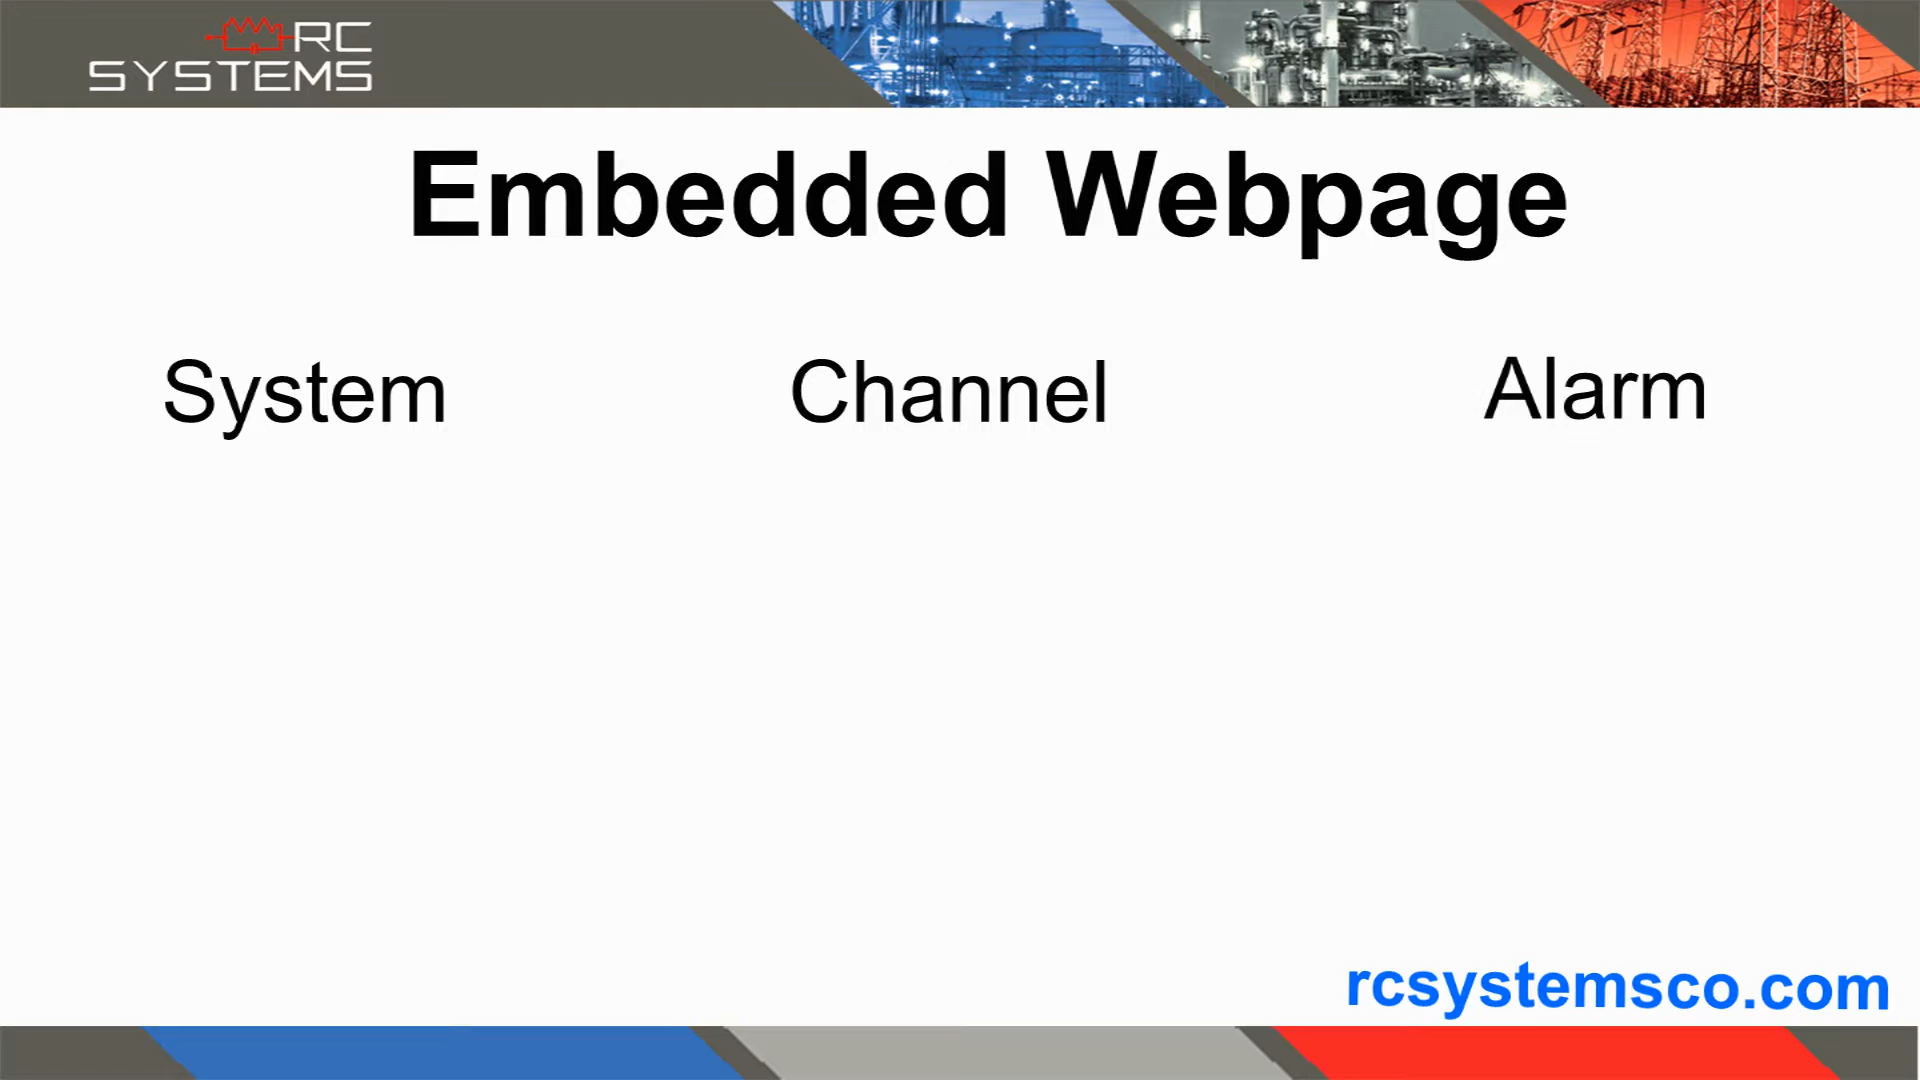 RC
SYSTEMS
Embedded Webpage
System Channel Alarm
rcsystemsco.com